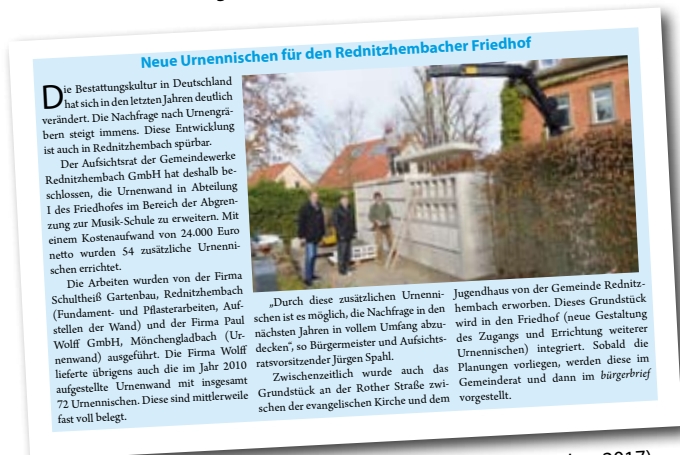 Neue Urnennischen für den Rednitzhembacher Friedhof
Die Bestattungskultur in Deutschland
hat sich in den letzten Jahren deutlich
verändert. Die Nachfrage nach Urnengrä-
bern steigt immens. Diese Entwicklung
ist auch in Rednitzhembach spürbar.
Der Aufsichtsrat der Gemeindewerke
Rednitzhembach GmbH hat deshalb be-
schlossen, die Urnenwand in Abteilung
I des Friedhofes im Bereich der Abgren-
zung zur Musik-Schule zu erweitern. Mit
einem Kostenaufwand von 24.000 Euro
netto wurden 54 zusätzliche Urnenni-
schen errichtet.
Die Arbeiten wurden von der Firma
Schultheiß Gartenbau, Rednitzhembach
(Fundament- und Pflasterarbeiten, Auf-
stellen der Wand) und der Firma Paul
Wolff GmbH, Mönchengladbach (Ur-
nenwand) ausgeführt. Die Firma Wolff
lieferte übrigens auch die im Jahr 2010
aufgestellte Urnenwand mit insgesamt
72 Urnennischen. Diese sind mittlerweile
fast voll belegt.
„Durch diese zusätzlichen Urnenni-
schen ist es möglich, die Nachfrage in den
nächsten Jahren in vollem Umfang abzu-
decken“, so Bürgermeister und Aufsichts-
ratsvorsitzender Jürgen Spahl.
Zwischenzeitlich wurde auch das
Grundstück an der Rother Straße zwi-
schen der evangelischen Kirche und dem
Jugendhaus von der Gemeinde Rednitz-
hembach erworben. Dieses Grundstück
wird in den Friedhof (neue Gestaltung
des Zugangs und Errichtung weiterer
Urnennischen) integriert. Sobald die
Planungen vorliegen, werden diese im
Gemeinderat und dann im bürgerbrief
vorgestellt.
2017)